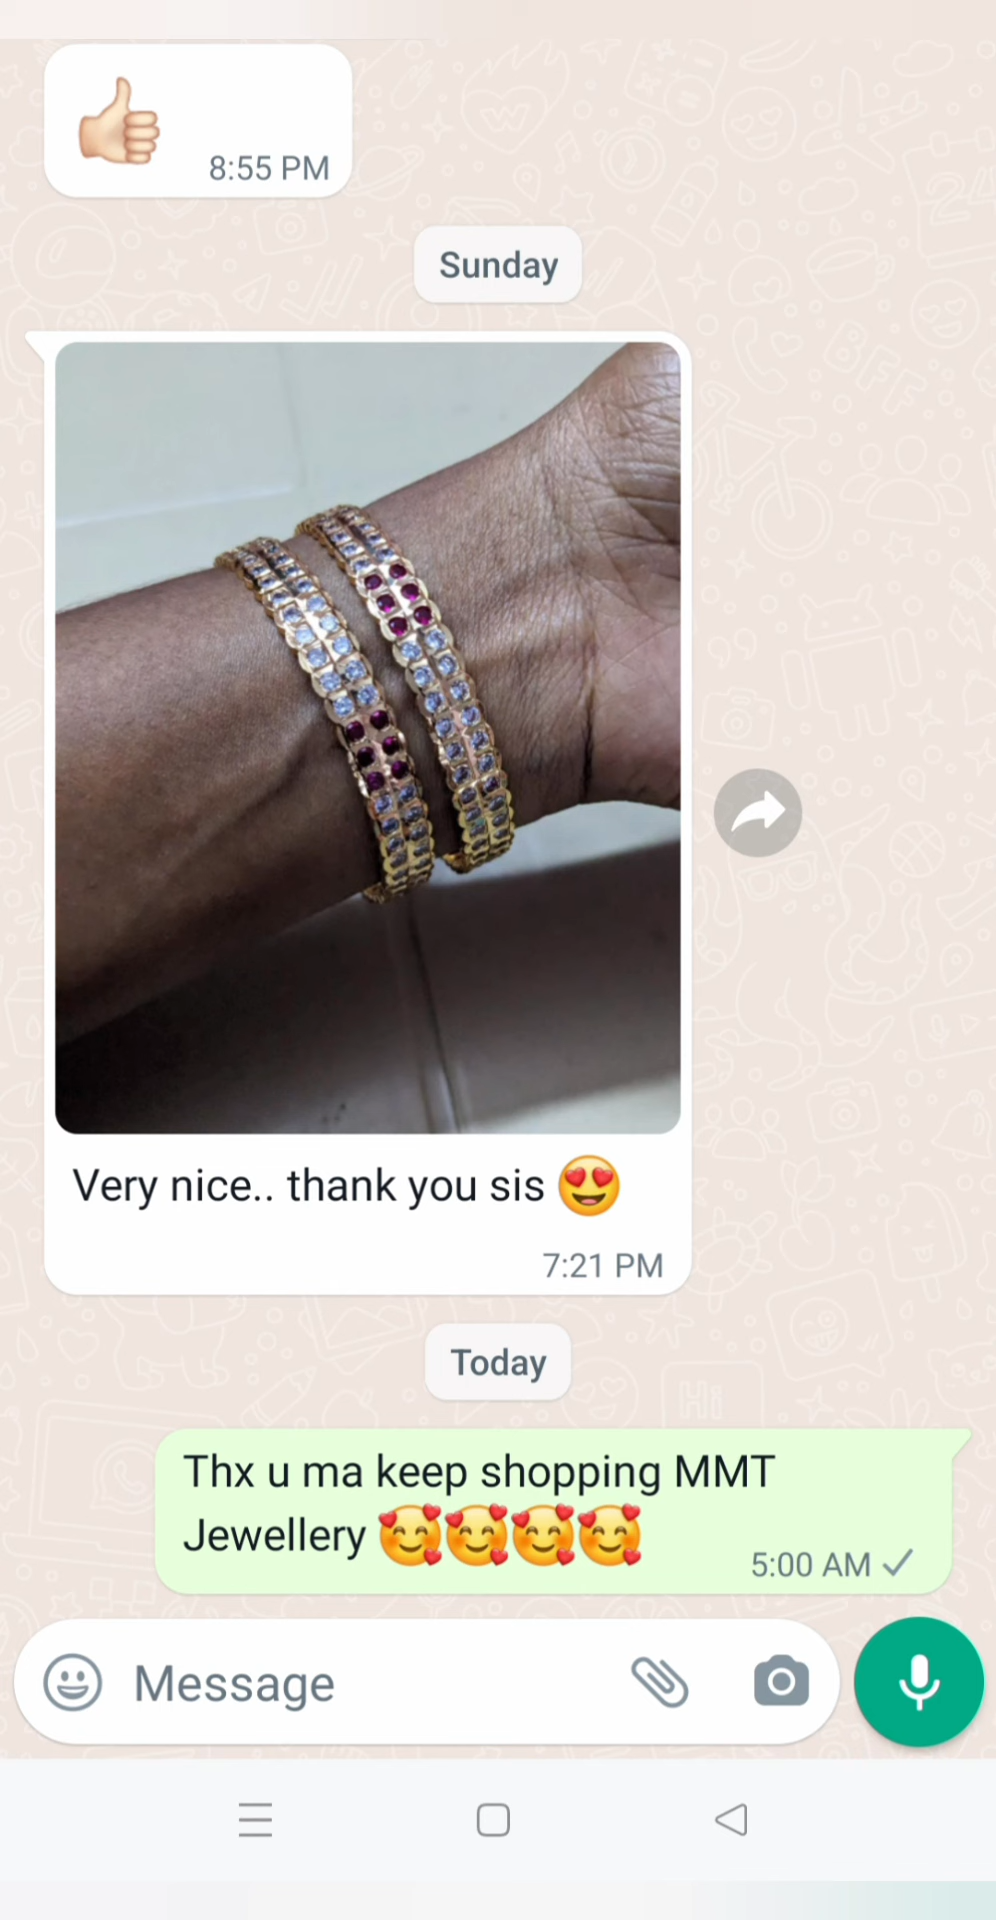 8:55 PM
Sunday
Very nice.. thank you sis 😍
7:21 PM
Today
Thx u ma keep shopping MMT
Jewellery 🥰🥰🥰🥰
5:00 AM
Message